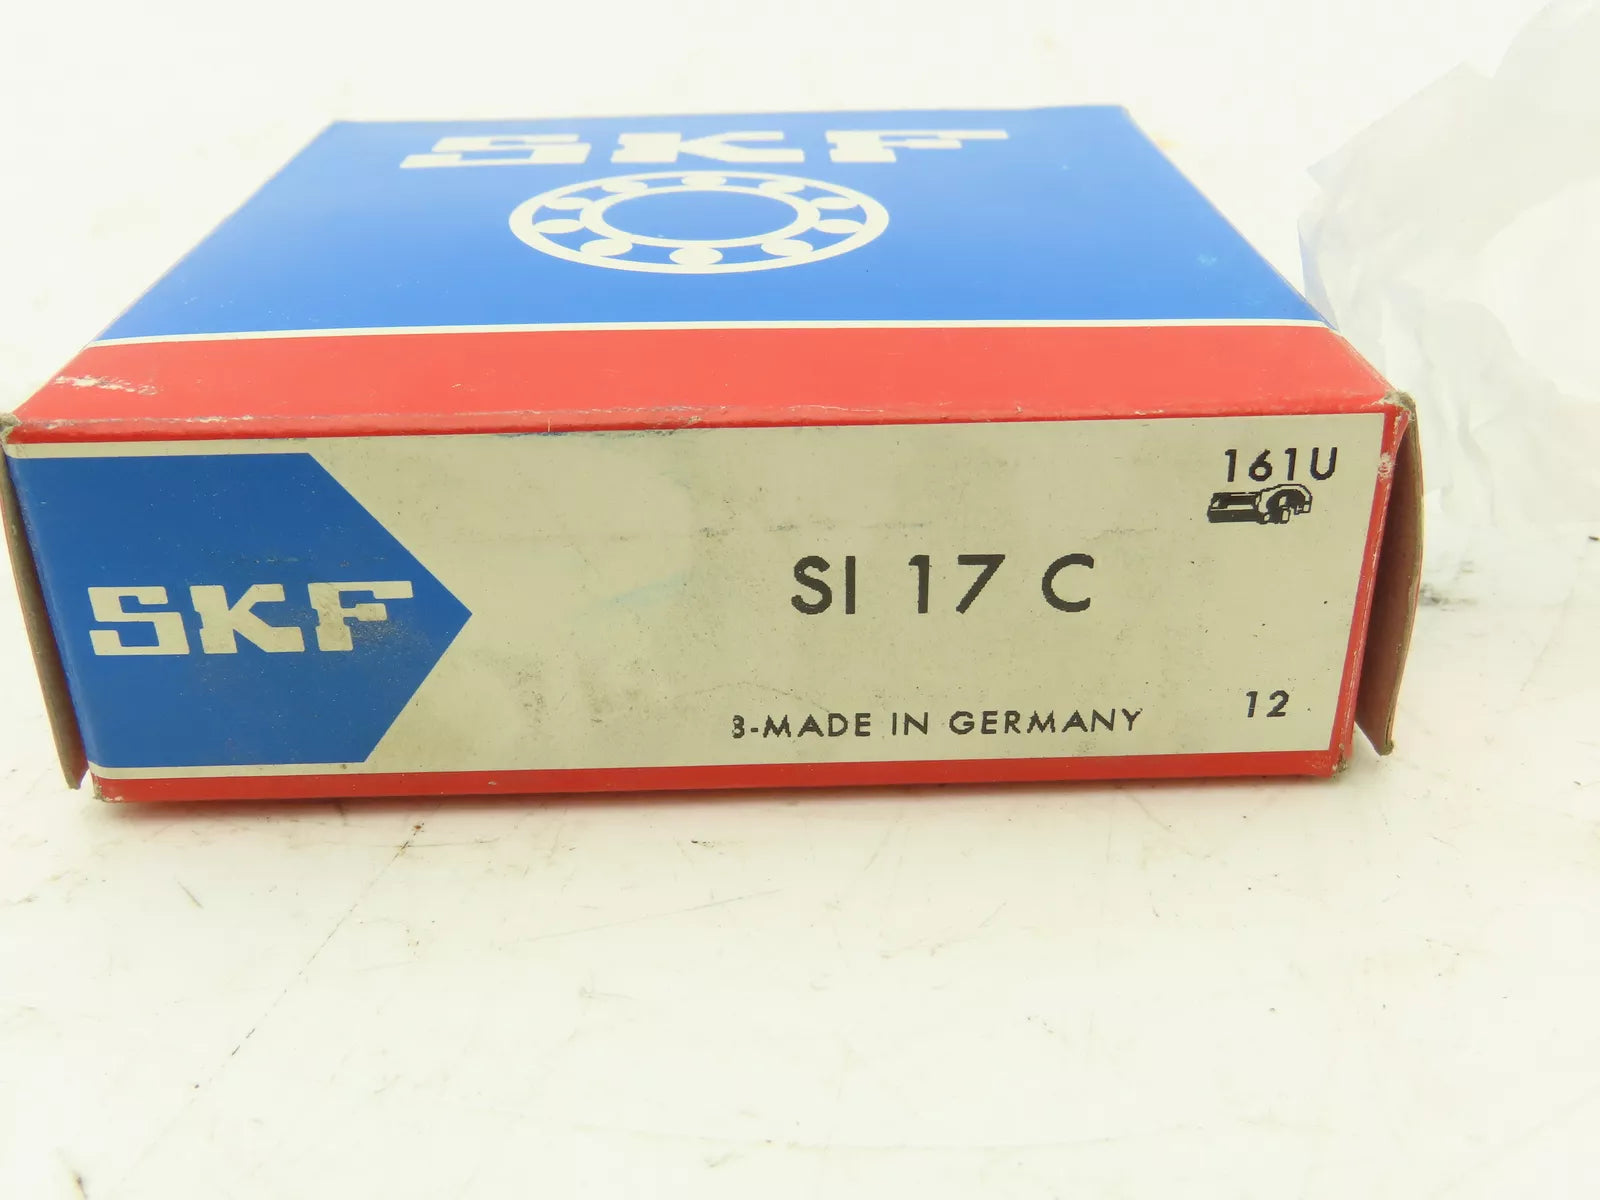 SKF
161U
SKF
SI 17 C
3-MADE IN GERMANY
12